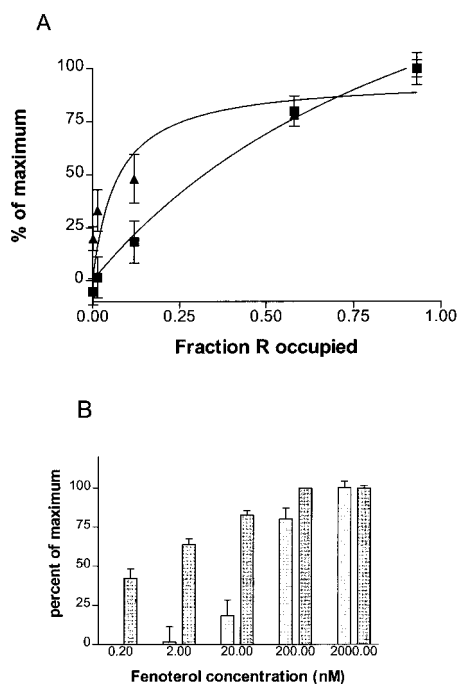 A
100
75
50
25
0
% of maximum
0.00 0.25 0.50 0.75 1.00
Fraction R occupied
B
100
75
50
25
0
percent of maximum
0.20 2.00 20.00 200.00 2000.00
Fenoterol concentration (nM)